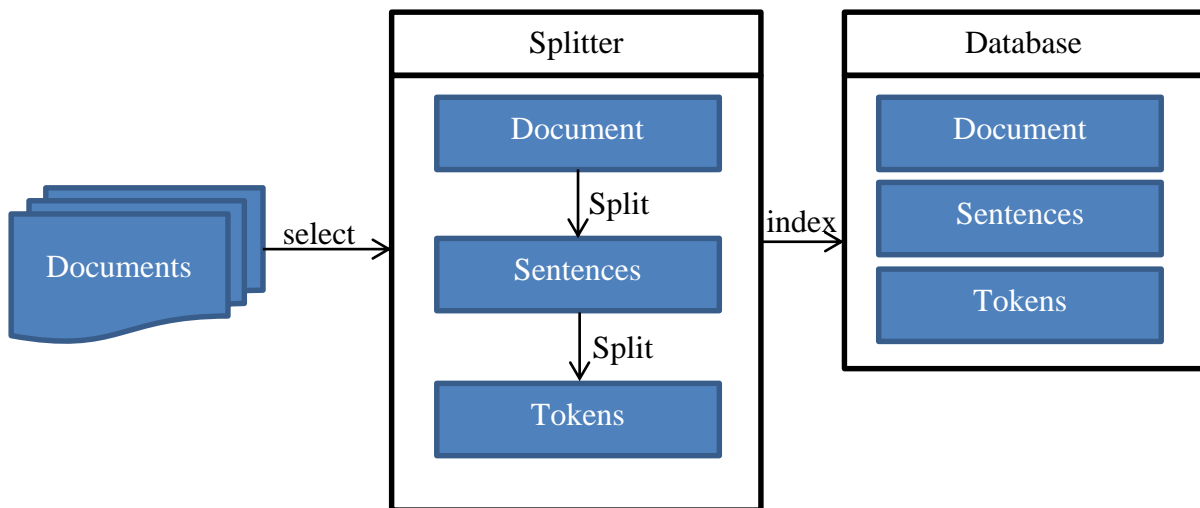 Documents
select
Splitter
Document
Split
Sentences
Split
Tokens
index
Database
Document
Sentences
Tokens